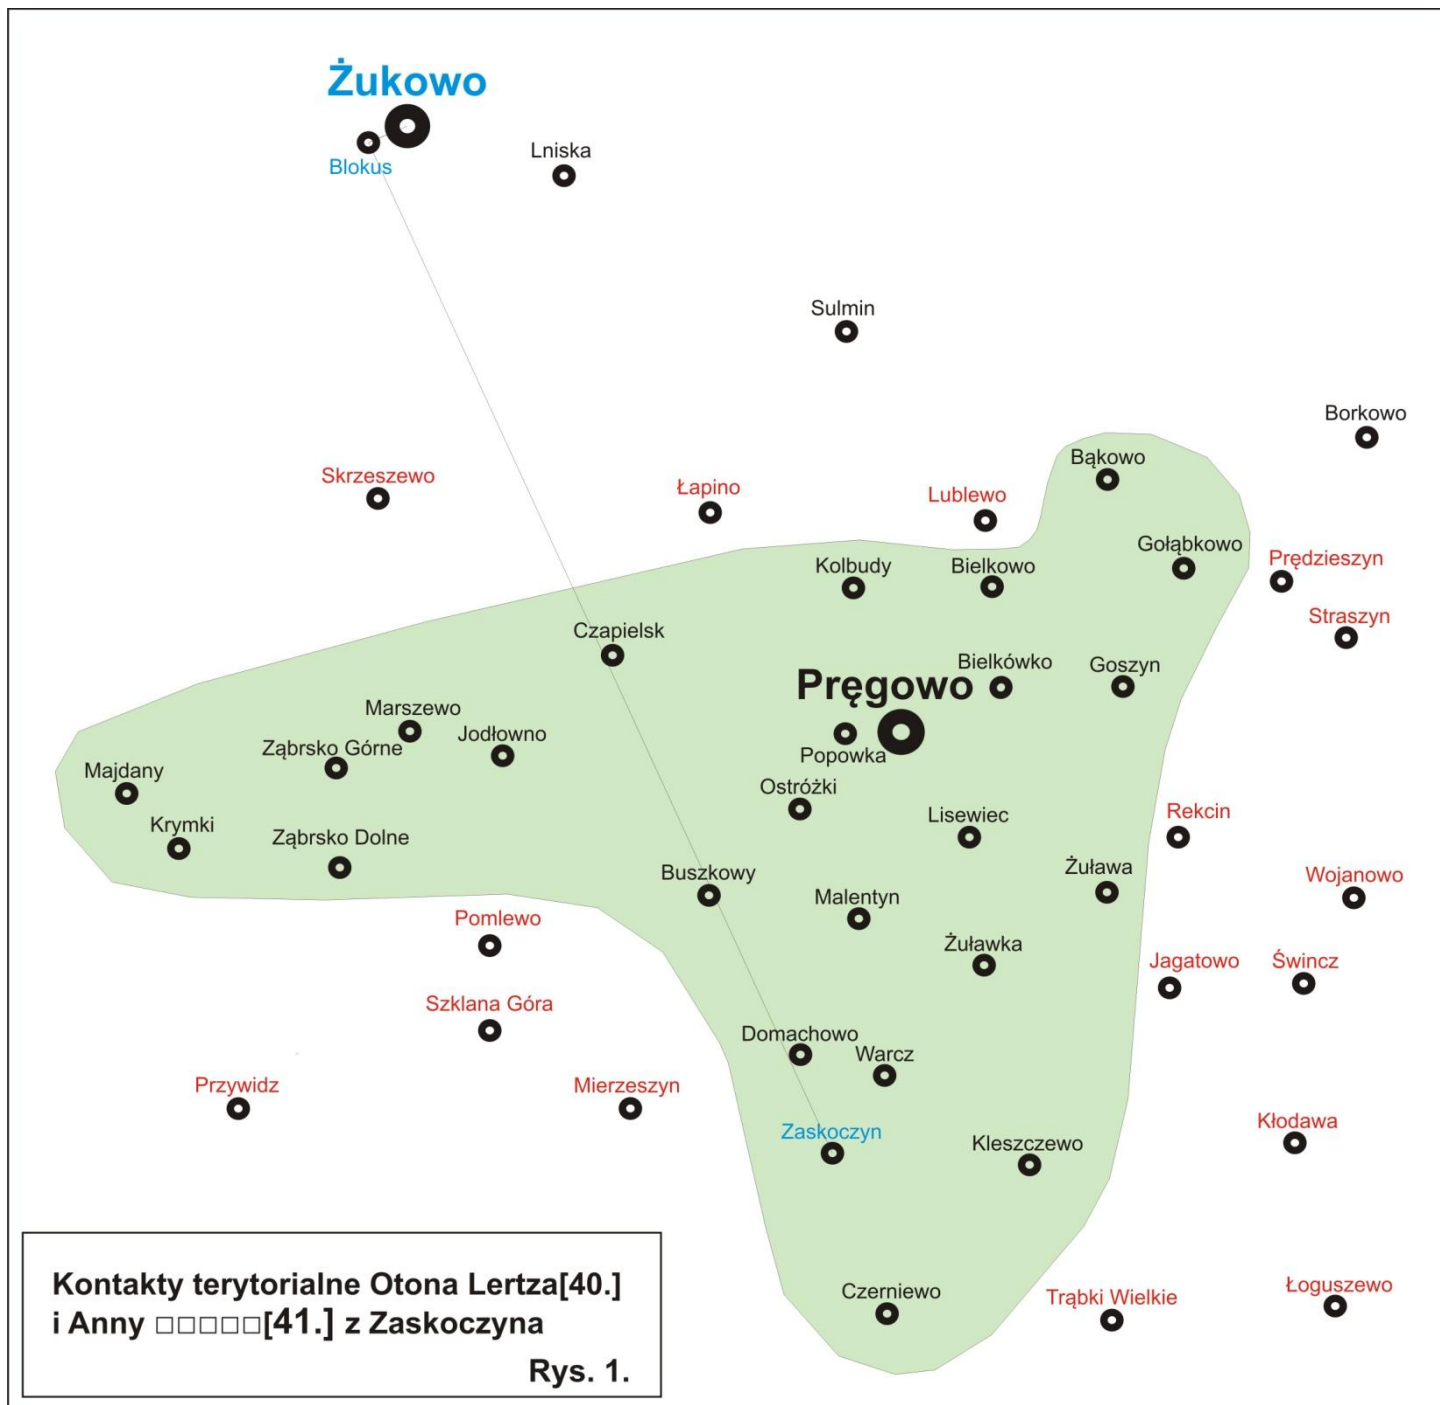 Żukowo
Blokus
Lniska
Sulmin
Borkowo
Skrzeszewo
Łapino
Lublewo
Bąkowo
Gołąbkowo
Prędzieszyn
Kolbudy
Bielkowo
Straszyn
Czapielsk
Bielkówko
Goszyn
Pręgowo
Marszewo
Jodłowno
Popowka
Ząbrsko Górne
Majdany
Ostróżki
Krymki
Ząbrsko Dolne
Lisewiec
Rekcin
Buszkowy
Malentyn
Żuława
Wojanowo
Pomlewo
Żuławka
Jagatowo
Świncz
Szklana Góra
Domachowo
Warcz
Przywidz
Mierzeszyn
Zaskoczyn
Kleszczewo
Kłodawa
Czerniewo
Trąbki Wielkie
Łoguszewo
Kontakty terytorialne Otona Lertza[40.]
i Anny □□□□□[41.] z Zaskoczyna
Rys. 1.